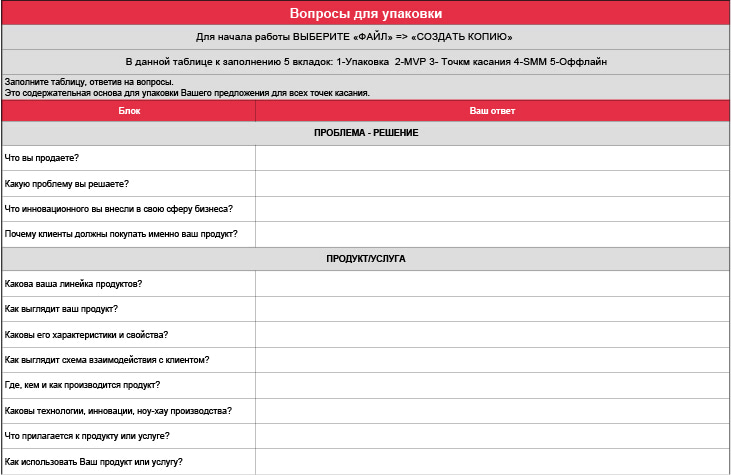 Вопросы для упаковки
Для начала работы ВЫБЕРИТЕ «ФАЙЛ» => «СОЗДАТЬ КОПИЮ»
В данной таблице к заполнению 5 вкладок: 1-Упаковка 2-MVP 3- Точкм касания 4-SMM 5-Оффлайн
Заполните таблицу, ответив на вопросы.
Это содержательная основа для упаковки Вашего предложения для всех точек касания.
Блок Ваш ответ
ПРОБЛЕМА - РЕШЕНИЕ
Что вы продаете?
Какую проблему вы решаете?
Что инновационного вы внесли в свою сферу бизнеса?
Почему клиенты должны покупать именно ваш продукт?
ПРОДУКТ/УСЛУГА
Какова ваша линейка продуктов?
Как выглядит ваш продукт?
Каковы его характеристики и свойства?
Как выглядит схема взаимодействия с клиентом?
Где, кем и как производится продукт?
Каковы технологии, инновации, ноу-хау производства?
Что прилагается к продукту или услуге?
Как использовать Ваш продукт или услугу?